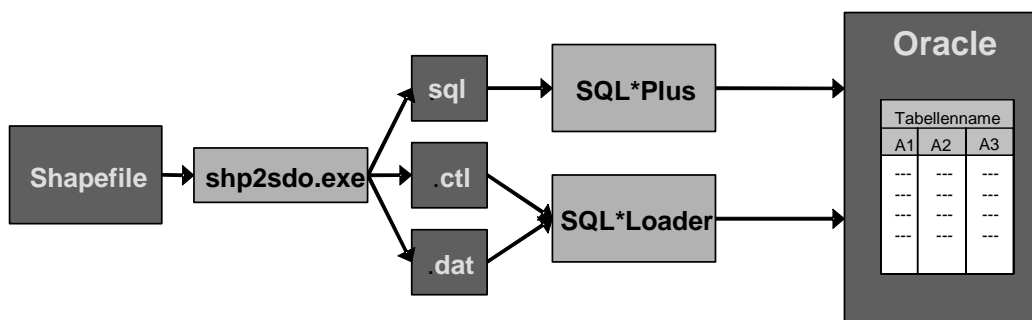 Shapefile
shp2sdo.exe
.sql
.ctl
.dat
SQL*Plus
SQL*Loader
Oracle
Tabellenname
A1 A2 A3
--- --- ---
--- --- ---
--- --- ---
--- --- ---